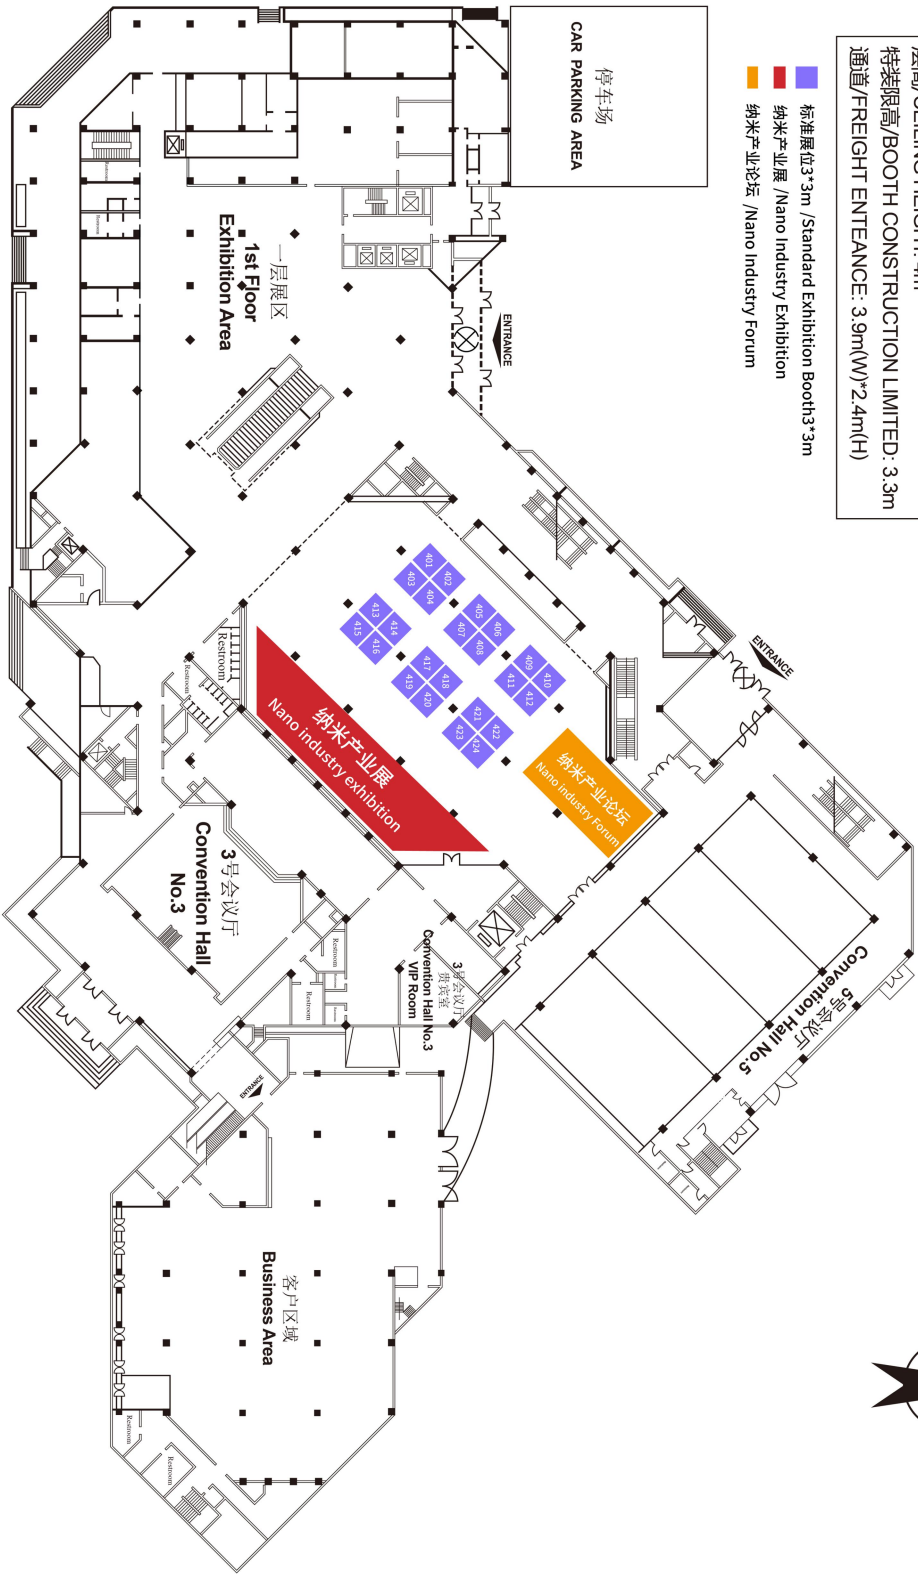 层高/CEILING HEIGHT: 4m
特装限高/BOOTH CONSTRUCTION LIMITED: 3.3m
通道/FREIGHT ENTEANCE: 3.9m(W)*2.4m(H)
标准展位3*3m /Standard Exhibition Booth3*3m
纳米产业展 /Nano Industry Exhibition
纳米产业论坛 /Nano Industry Forum
停车场
CAR PARKING AREA
ENTRANCE
一层展区
1st Floor
Exhibition Area
Restroom
Restroom
ENTRANCE
401
402
403
404
405
406
407
408
409
410
411
412
413
414
415
416
417
418
419
420
421
422
423
424
纳米产业论坛
Nano industry Forum
纳米产业展
Nano industry exhibition
Restroom
Restroom
3号会议厅
Convention Hall
No.3
Restroom
Restroom
3号会议厅
贵宾室
Convention Hall No.3
VIP Room
5号会议厅
Convention Hall No.5
ENTRANCE
客户区域
Business Area
Restroom
Restroom